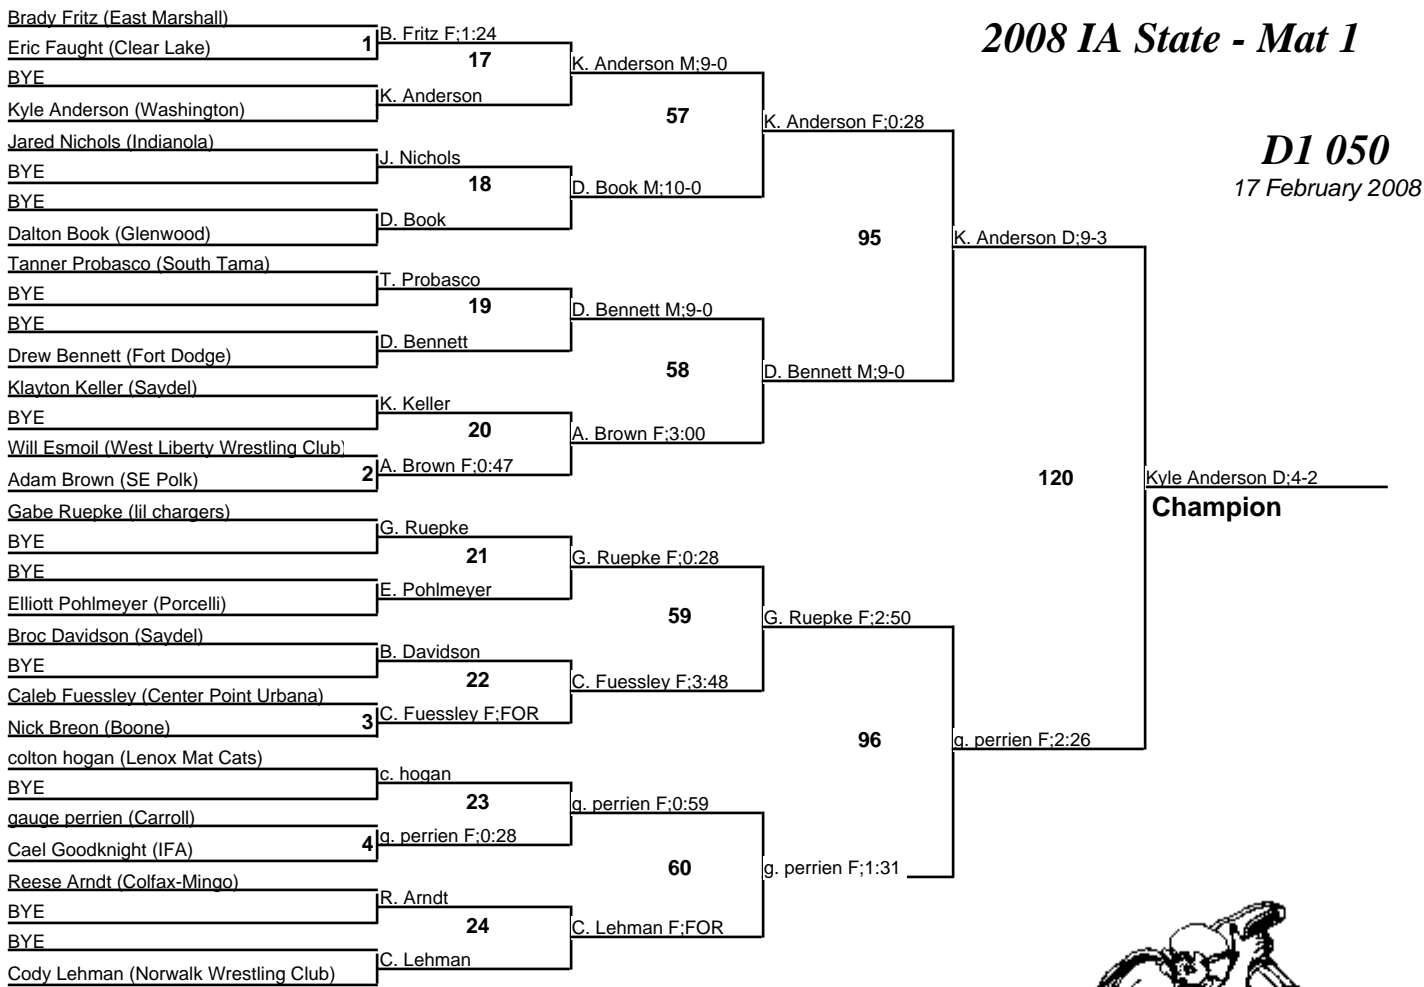 2008 IA State - Mat 1
D1 050
17 February 2008
Brady Fritz (East Marshall)
Eric Faught (Clear Lake)
BYE
Kyle Anderson (Washington)
Jared Nichols (Indianola)
BYE
BYE
Dalton Book (Glenwood)
Tanner Probasco (South Tama)
BYE
BYE
Drew Bennett (Fort Dodge)
Klayton Keller (Saydel)
BYE
Will Esmoil (West Liberty Wrestling Club)
Adam Brown (SE Polk)
Gabe Ruepke (lil chargers)
BYE
BYE
Elliott Pohlmeyer (Porcelli)
Broc Davidson (Saydel)
BYE
Caleb Fuessley (Center Point Urbana)
Nick Breon (Boone)
colton hogan (Lenox Mat Cats)
BYE
gauge perrien (Carroll)
Cael Goodknight (IFA)
Reese Arndt (Colfax-Mingo)
BYE
BYE
Cody Lehman (Norwalk Wrestling Club)
1
2
3
4
B. Fritz F;1:24
17
K. Anderson
J. Nichols
18
D. Book
T. Probasco
19
D. Bennett
K. Keller
20
A. Brown F;0:47
G. Ruepke
21
E. Pohlmeyer
B. Davidson
22
C. Fuessley F;FOR
c. hogan
23
g. perrien F;0:28
R. Arndt
24
C. Lehman
K. Anderson M;9-0
57
D. Book M;10-0
D. Bennett M;9-0
58
A. Brown F;3:00
G. Ruepke F;0:28
59
C. Fuessley F;3:48
g. perrien F;0:59
60
C. Lehman F;FOR
K. Anderson F;0:28
95
D. Bennett M;9-0
G. Ruepke F;2:50
96
g. perrien F;1:31
K. Anderson D;9-3
120
g. perrien F;2:26
Kyle Anderson D;4-2
Champion